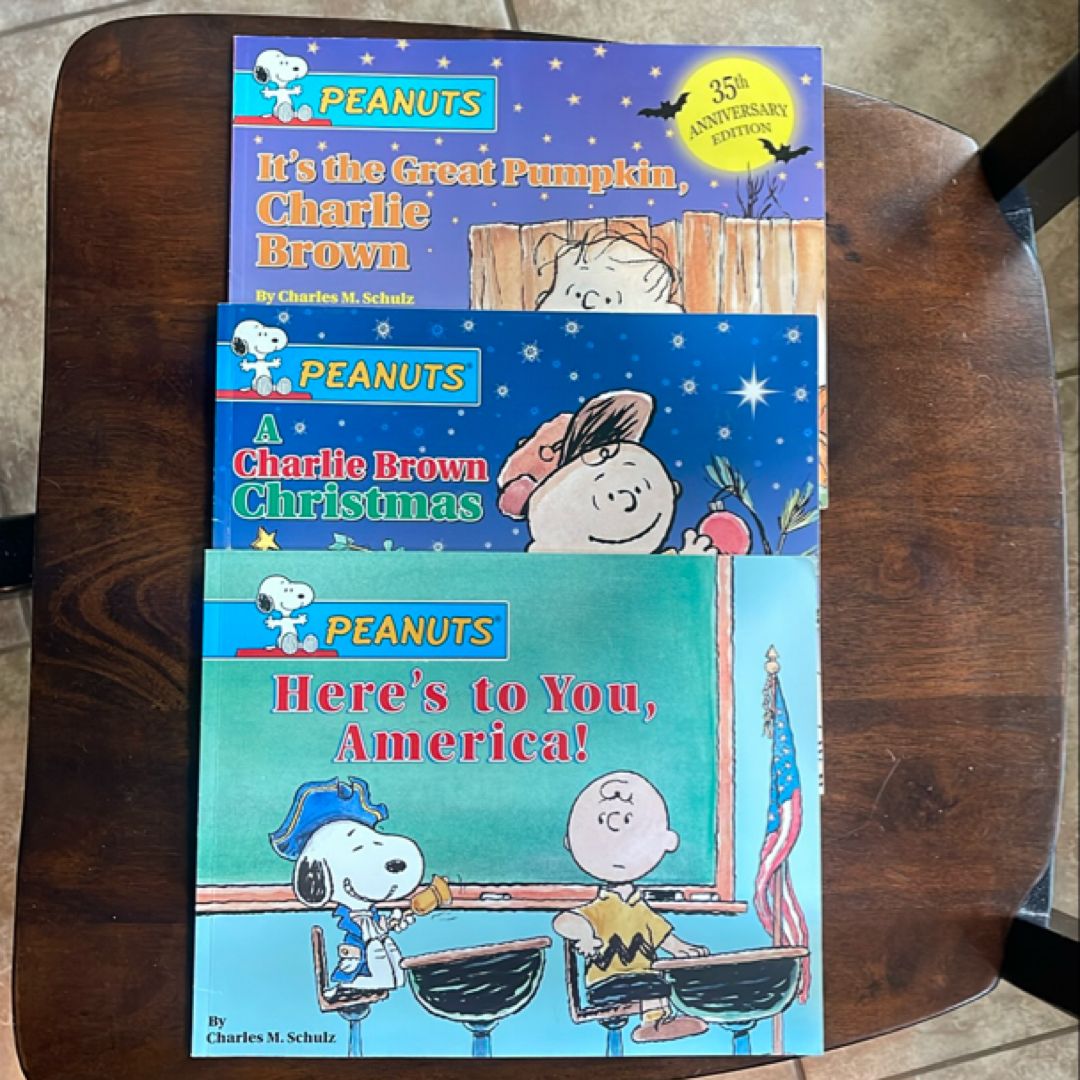 PEANUTS
35th
ANNIVERSARY
EDITION
It's the Great Pumpkin,
Charlie
Brown
By Charles M. Schulz
PEANUTS®
A
Charlie Brown
Christmas
PEANUTS®
Here's to You,
America!
By
Charles M. Schulz